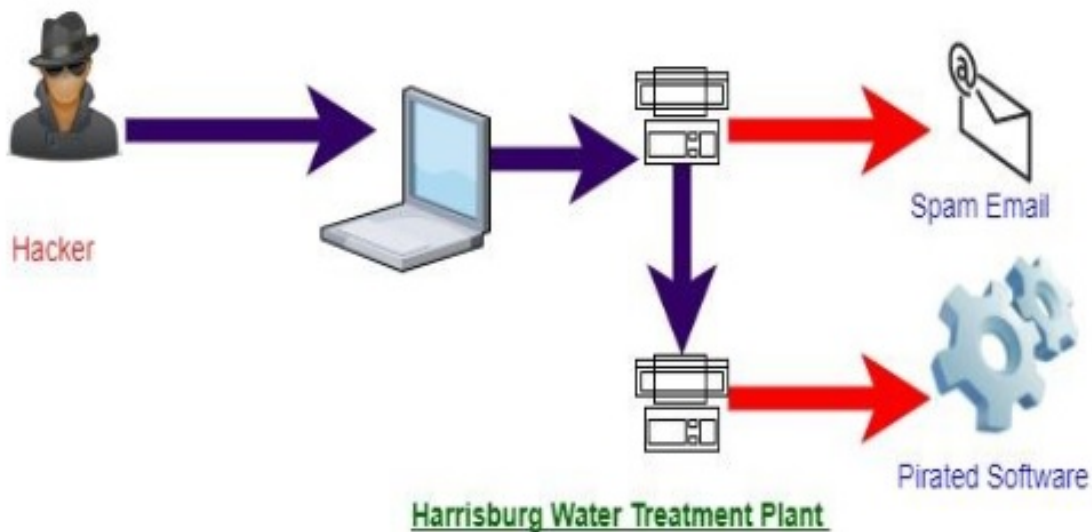 @
Spam Email
Hacker
Pirated Software
Harrisburg Water Treatment Plant